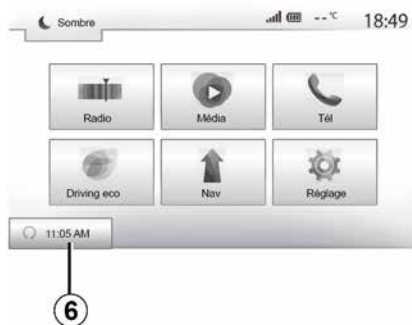 Sombre --°C 18:49
Radio Média Tél
Driving eco Nav Réglage
11:05 AM
6